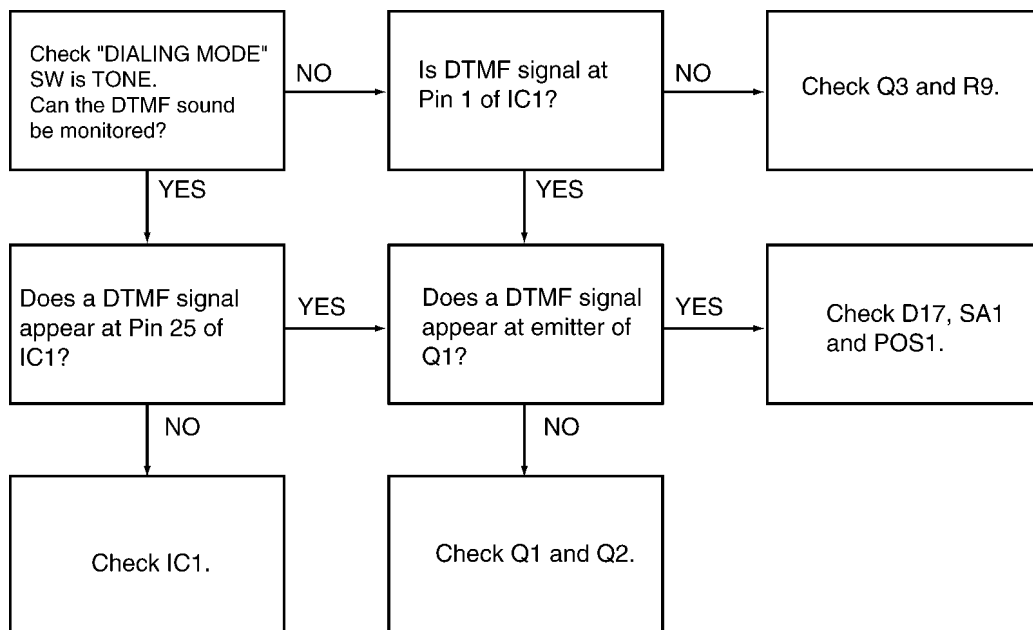 Check "DIALING MODE"
SW is TONE.
Can the DTMF sound
be monitored?
NO
Is DTMF signal at
Pin 1 of IC1?
NO
Check Q3 and R9.
YES
YES
Does a DTMF signal
appear at Pin 25 of
IC1?
YES
Does a DTMF signal
appear at emitter of
Q1?
YES
Check D17, SA1
and POS1.
NO
NO
Check IC1.
Check Q1 and Q2.